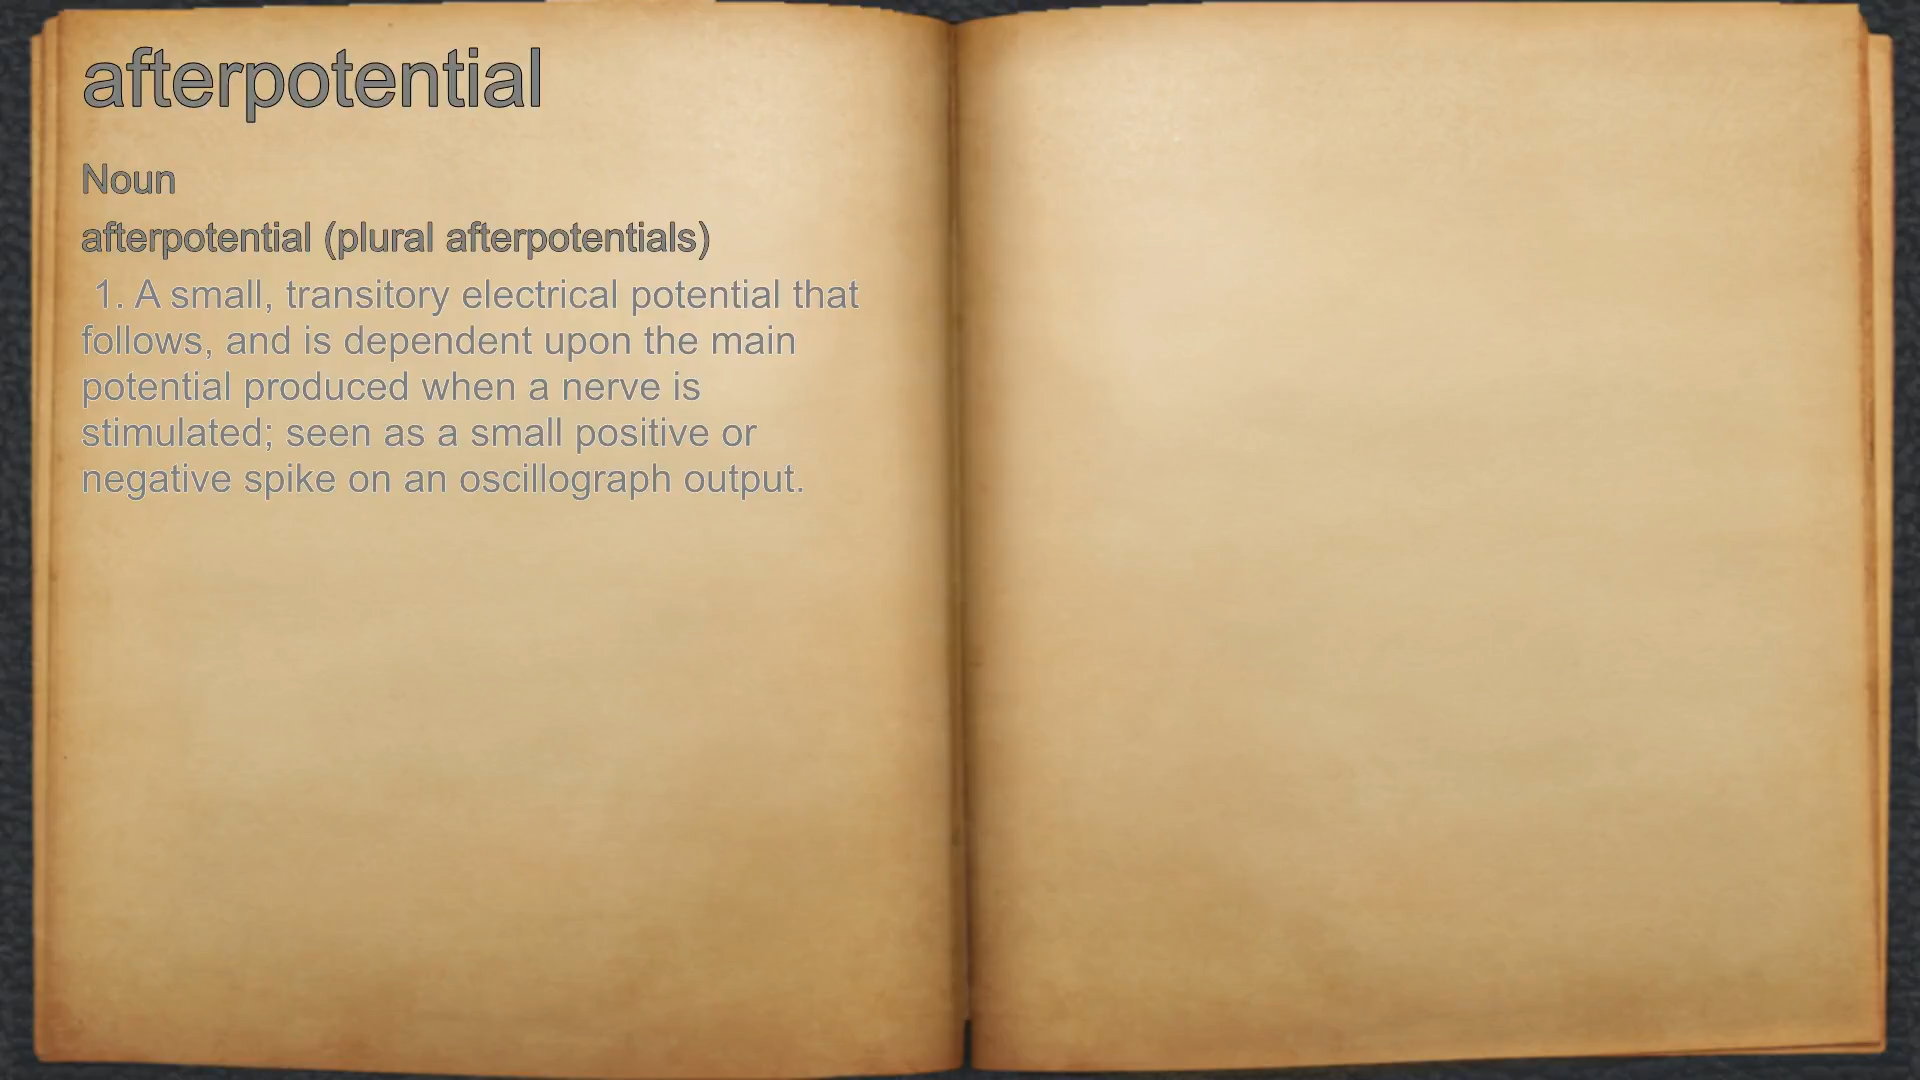 afterpotential
Noun
afterpotential (plural afterpotentials)
1. A small, transitory electrical potential that
follows, and is dependent upon the main
potential produced when a nerve is
stimulated; seen as a small positive or
negative spike on an oscillograph output.